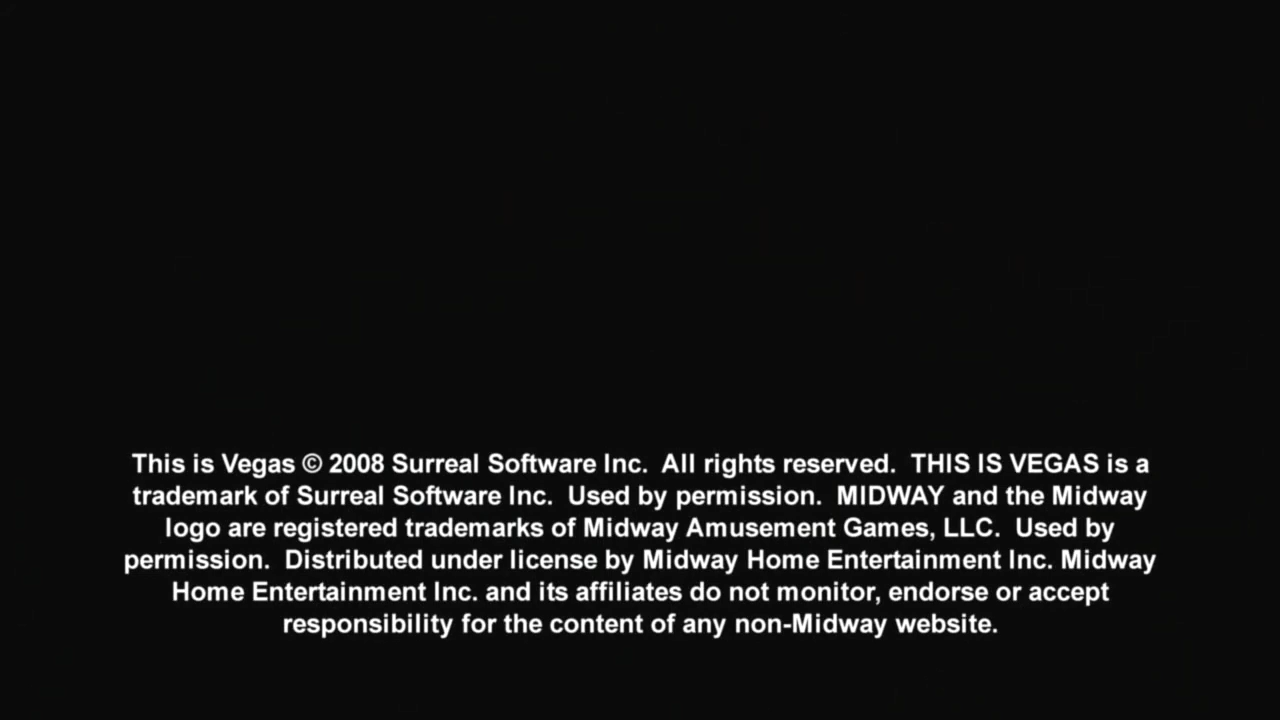 This is Vegas © 2008 Surreal Software Inc.  All rights reserved.  THIS IS VEGAS is a
trademark of Surreal Software Inc.  Used by permission.  MIDWAY and the Midway
logo are registered trademarks of Midway Amusement Games, LLC.  Used by
permission.  Distributed under license by Midway Home Entertainment Inc. Midway
Home Entertainment Inc. and its affiliates do not monitor, endorse or accept
responsibility for the content of any non-Midway website.